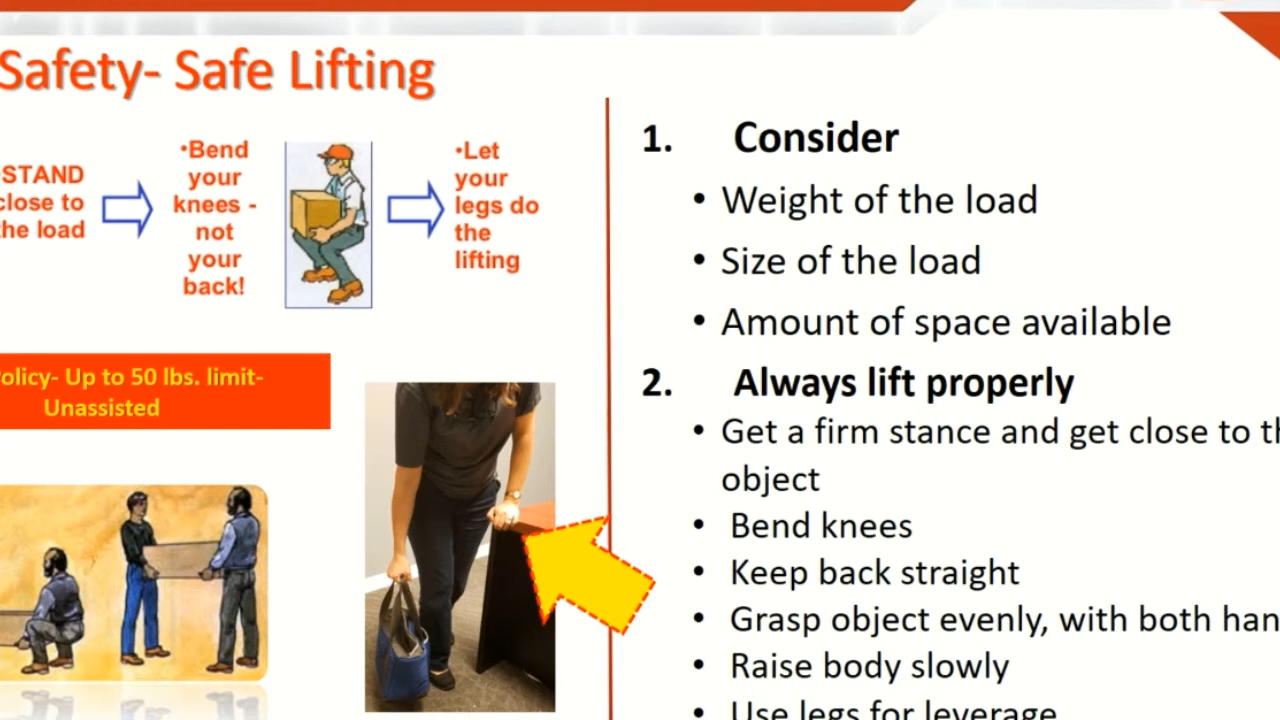 Safety- Safe Lifting
STAND
close to
the load
•Bend
your
knees -
not
your
back!
•Let
your
legs do
the
lifting
Policy- Up to 50 lbs. limit-
Unassisted
1. Consider
• Weight of the load
• Size of the load
• Amount of space available
2. Always lift properly
• Get a firm stance and get close to th
object
• Bend knees
• Keep back straight
• Grasp object evenly, with both han
• Raise body slowly
• Use legs for leverage